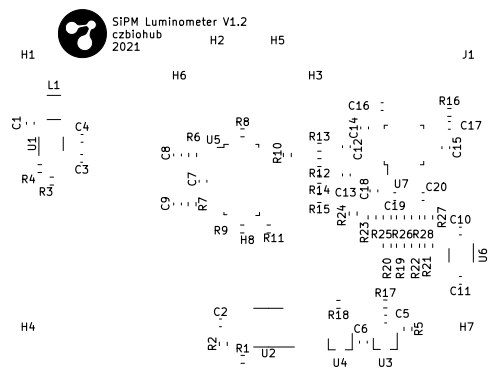 SiPM Luminometer V1.2
czbiohub
2021
H1
H2
H5
J1
H6
H3
L1
C16
R16
C1
U1
C4
R8
R6
U5
R13
C14
C12
C17
C15
C8
R10
C3
R4
R3
C7
R12
R14
C13
C18
U7
C20
C9
R7
R15
R24
C19
R27
R9
H8
R11
R23
R25
R26
R28
C10
R20
R19
R22
R21
U6
C11
R17
H4
C2
R18
C5
R5
H7
R2
R1
U2
C6
U4
U3